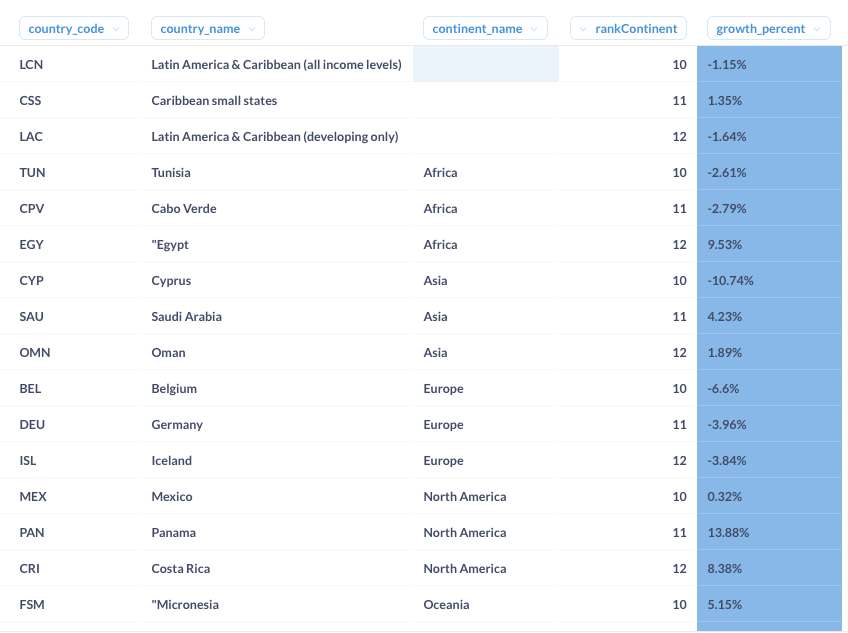 country_code country_name continent_name rankContinent growth_percent
LCN Latin America & Caribbean (all income levels) 10 -1.15%
CSS Caribbean small states 11 1.35%
LAC Latin America & Caribbean (developing only) 12 -1.64%
TUN Tunisia Africa 10 -2.61%
CPV Cabo Verde Africa 11 -2.79%
EGY "Egypt Africa 12 9.53%
CYP Cyprus Asia 10 -10.74%
SAU Saudi Arabia Asia 11 4.23%
OMN Oman Asia 12 1.89%
BEL Belgium Europe 10 -6.6%
DEU Germany Europe 11 -3.96%
ISL Iceland Europe 12 -3.84%
MEX Mexico North America 10 0.32%
PAN Panama North America 11 13.88%
CRI Costa Rica North America 12 8.38%
FSM "Micronesia Oceania 10 5.15%